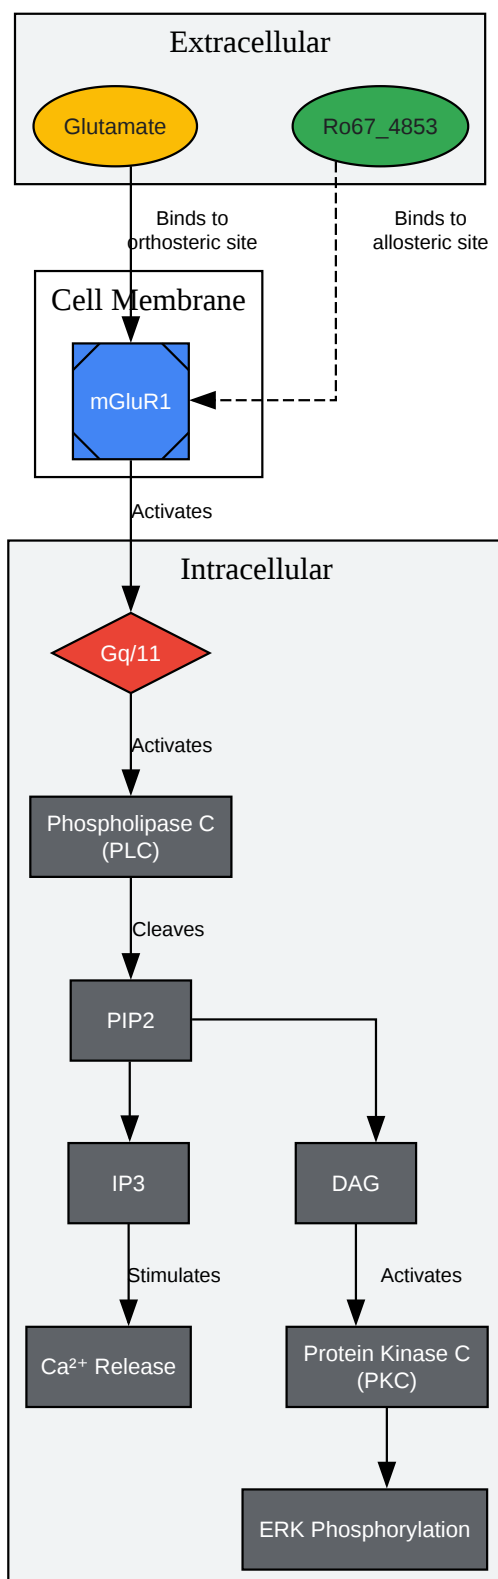 Extracellular
Glutamate
Ro67_4853
Binds to
orthosteric site
Binds to
allosteric site
Cell Membrane
mGluR1
Activates
Intracellular
Gq/11
Activates
Phospholipase C
(PLC)
Cleaves
PIP2
IP3
DAG
Stimulates
Activates
Ca²⁺ Release
Protein Kinase C
(PKC)
ERK Phosphorylation